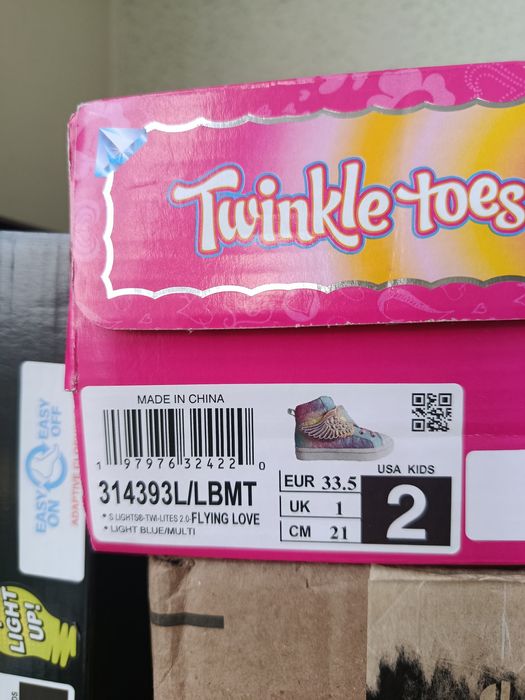 Twinkle toes
MADE IN CHINA
1 97976 32422 0
314393L/LBMT
• S LIGHTS®-TWI-LITES 2.0-FLYING LOVE
• LIGHT BLUE/MULTI
EUR 33.5
UK 1
CM 21
USA KIDS
2
EASY ON
EASY OFF
LIGHT UP!